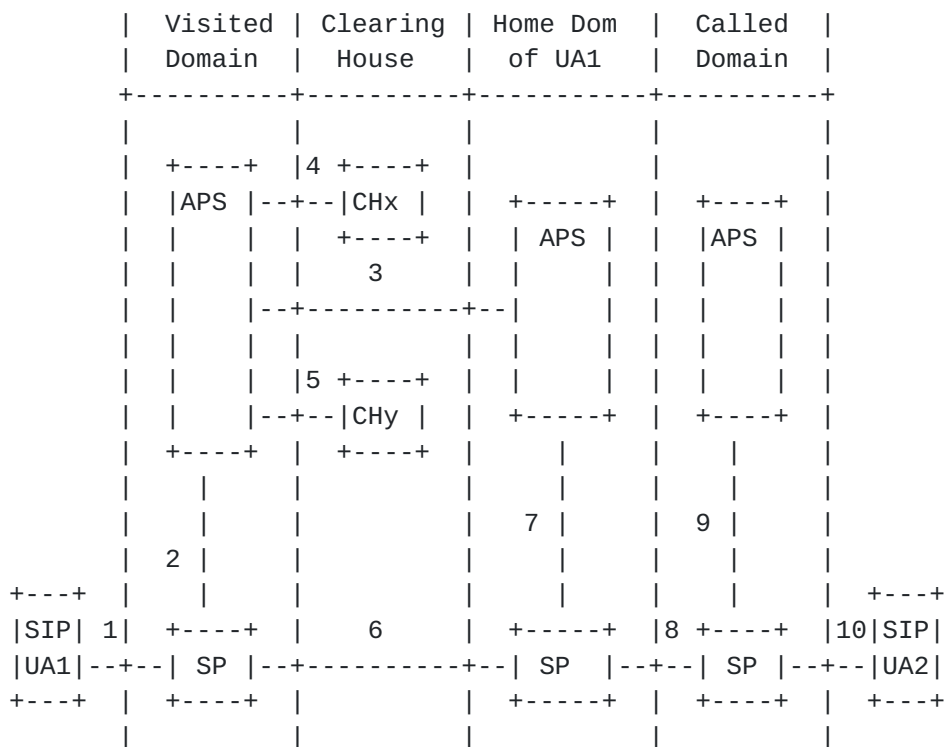 |  Visited | Clearing | Home Dom  |  Called  |
|  Domain  |  House   |  of UA1   |  Domain  |
+----------+----------+-----------+----------+
|          |          |           |          |
|  +----+  |4 +----+  |           |          |
|  |APS |--+--|CHx |  |  +-----+  |  +----+  |
|  |    |  |  +----+  |  | APS |  |  |APS |  |
|  |    |  |    3     |  |     |  |  |    |  |
|  |    |--+----------+--|     |  |  |    |  |
|  |    |  |          |  |     |  |  |    |  |
|  |    |  |5 +----+  |  |     |  |  |    |  |
|  |    |--+--|CHy |  |  +-----+  |  +----+  |
|  +----+  |  +----+  |     |     |    |     |
|    |     |          |     |     |    |     |
|    |     |          |   7 |     |  9 |     |
|  2 |     |          |     |     |    |     |
+---+  |    |     |          |     |     |    |     |  +---+
|SIP| 1|  +----+  |    6     |  +-----+  |8 +----+  |10|SIP|
|UA1|--+--| SP |--+----------+--| SP  |--+--| SP |--+--|UA2|
+---+  |  +----+  |          |  +-----+  |  +----+  |  +---+
|          |          |           |          |